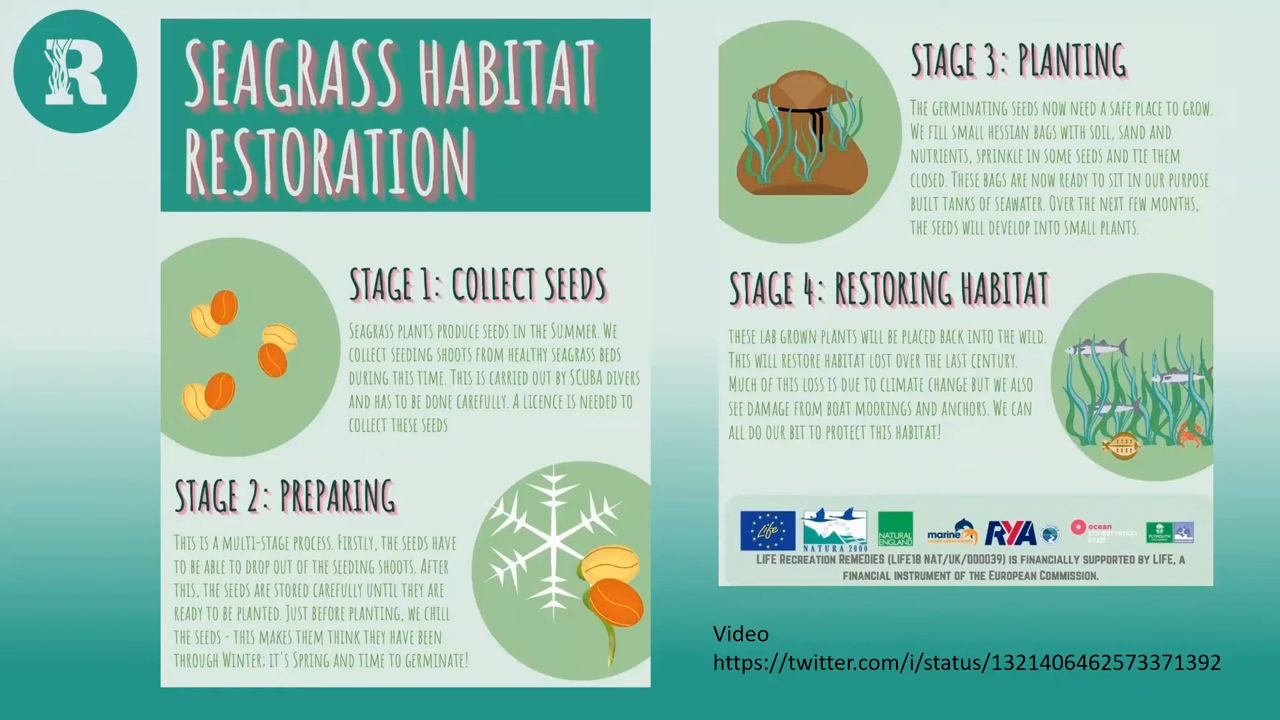 R
SEAGRASS HABITAT
RESTORATION
STAGE 1: COLLECT SEEDS
SEAGRASS PLANTS PRODUCE SEEDS IN THE SUMMER. WE
COLLECT SEEDING SHOOTS FROM HEALTHY SEAGRASS BEDS
DURING THIS TIME. THIS IS CARRIED OUT BY SCUBA DIVERS
AND HAS TO BE DONE CAREFULLY. A LICENCE IS NEEDED TO
COLLECT THESE SEEDS
STAGE 2: PREPARING
THIS IS A MULTI-STAGE PROCESS. FIRSTLY, THE SEEDS HAVE
TO BE ABLE TO DROP OUT OF THE SEEDING SHOOTS. AFTER
THIS, THE SEEDS ARE STORED CAREFULLY UNTIL THEY ARE
READY TO BE PLANTED. JUST BEFORE PLANTING, WE CHILL
THE SEEDS - THIS MAKES THEM THINK THEY HAVE BEEN
THROUGH WINTER; IT'S SPRING AND TIME TO GERMINATE!
STAGE 3: PLANTING
THE GERMINATING SEEDS NOW NEED A SAFE PLACE TO GROW.
WE FILL SMALL HESSIAN BAGS WITH SOIL, SAND AND
NUTRIENTS, SPRINKLE IN SOME SEEDS AND TIE THEM
CLOSED. THESE BAGS ARE NOW READY TO SIT IN OUR PURPOSE
BUILT TANKS OF SEAWATER. OVER THE NEXT FEW MONTHS,
THE SEEDS WILL DEVELOP INTO SMALL PLANTS.
STAGE 4: RESTORING HABITAT
THESE LAB GROWN PLANTS WILL BE PLACED BACK INTO THE WILD.
THIS WILL RESTORE HABITAT LOST OVER THE LAST CENTURY.
MUCH OF THIS LOSS IS DUE TO CLIMATE CHANGE BUT WE ALSO
SEE DAMAGE FROM BOAT MOORINGS AND ANCHORS. WE CAN
ALL DO OUR BIT TO PROTECT THIS HABITAT!
Life
NATURA 2000
NATURAL
ENGLAND
marine
RYA
ocean
conservation
trust
LIFE RECREATION REMEDIES (LIFE18 NAT/UK/000039) IS FINANCIALLY SUPPORTED BY LIFE, A
FINANCIAL INSTRUMENT OF THE EUROPEAN COMMISSION.
Video
https://twitter.com/i/status/1321406462573371392